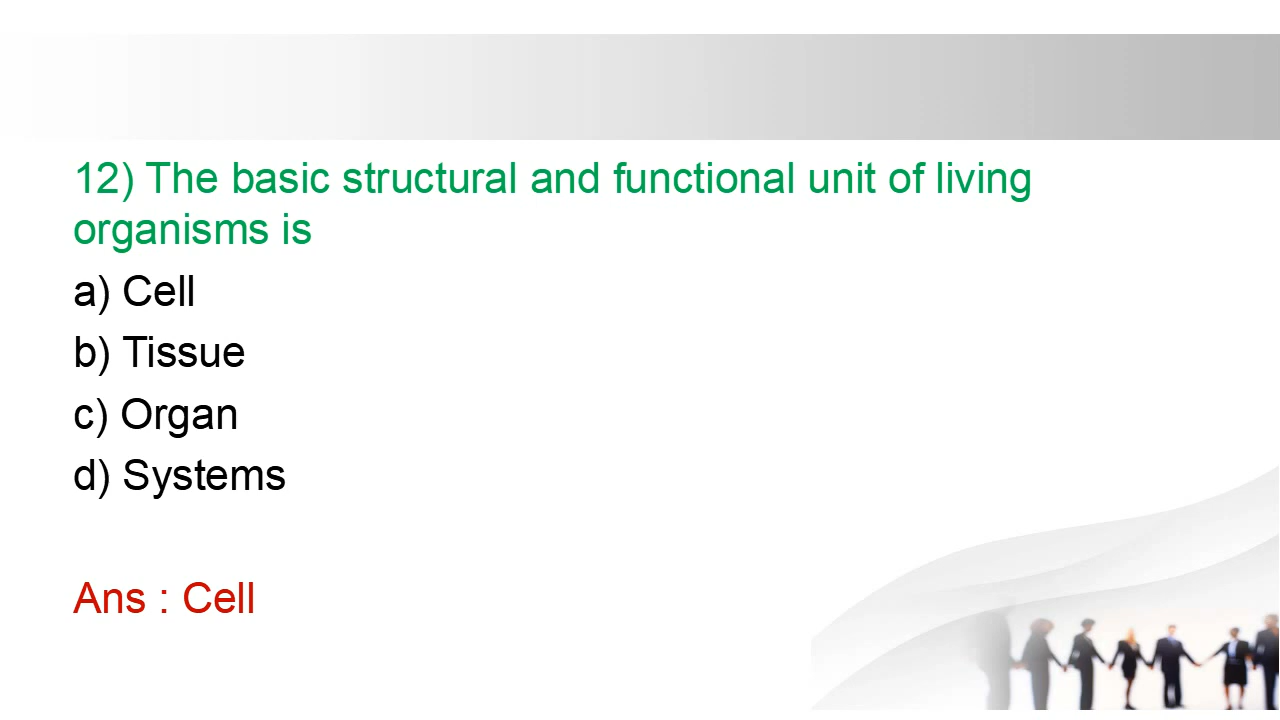 12) The basic structural and functional unit of living
organisms is
a) Cell
b) Tissue
c) Organ
d) Systems
Ans : Cell